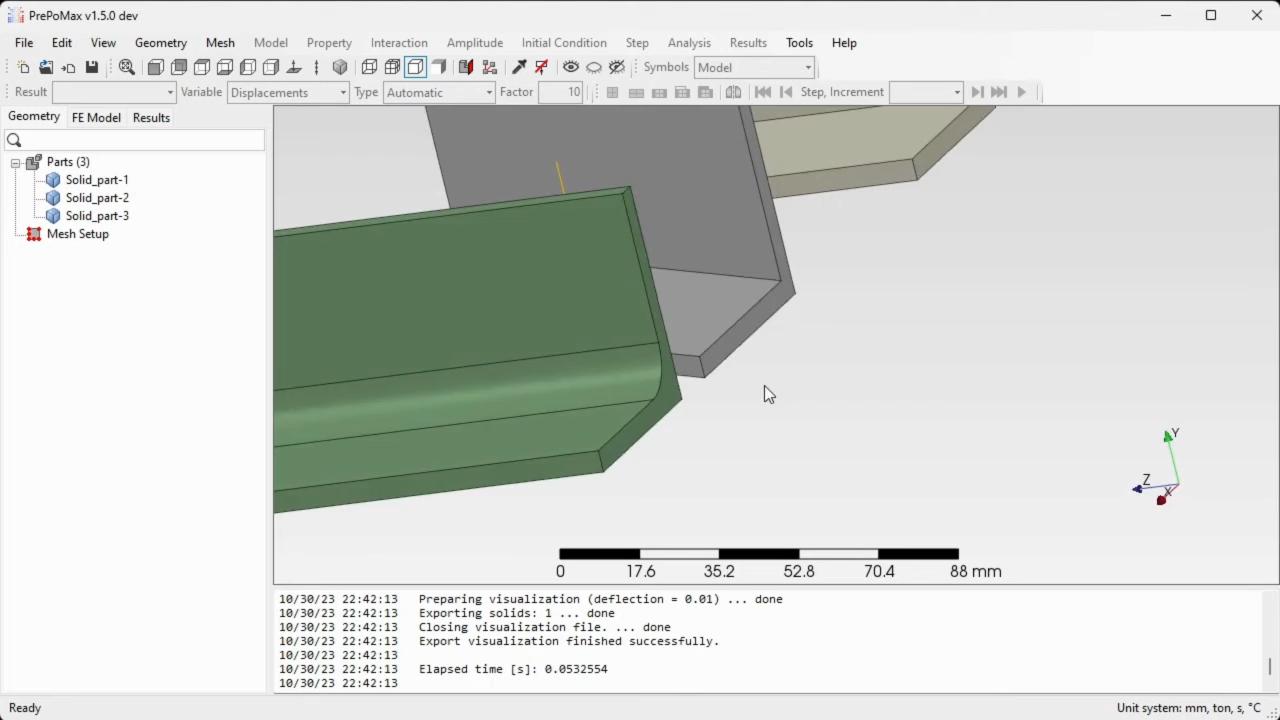 PrePoMax v1.5.0 dev
File Edit View Geometry Mesh Model Property Interaction Amplitude Initial Condition Step Analysis Results Tools Help
Symbols Model
Result Variable Displacements Type Automatic Factor 10 Step, Increment
Geometry FE Model Results
Parts (3)
Solid_part-1
Solid_part-2
Solid_part-3
Mesh Setup
Y
Z
X
0 17.6 35.2 52.8 70.4 88 mm
10/30/23 22:42:13 Preparing visualization (deflection = 0.01) ... done
10/30/23 22:42:13 Exporting solids: 1 ... done
10/30/23 22:42:13 Closing visualization file. ... done
10/30/23 22:42:13 Export visualization finished successfully.
10/30/23 22:42:13
10/30/23 22:42:13 Elapsed time [s]: 0.0532554
10/30/23 22:42:13
Ready Unit system: mm, ton, s, °C